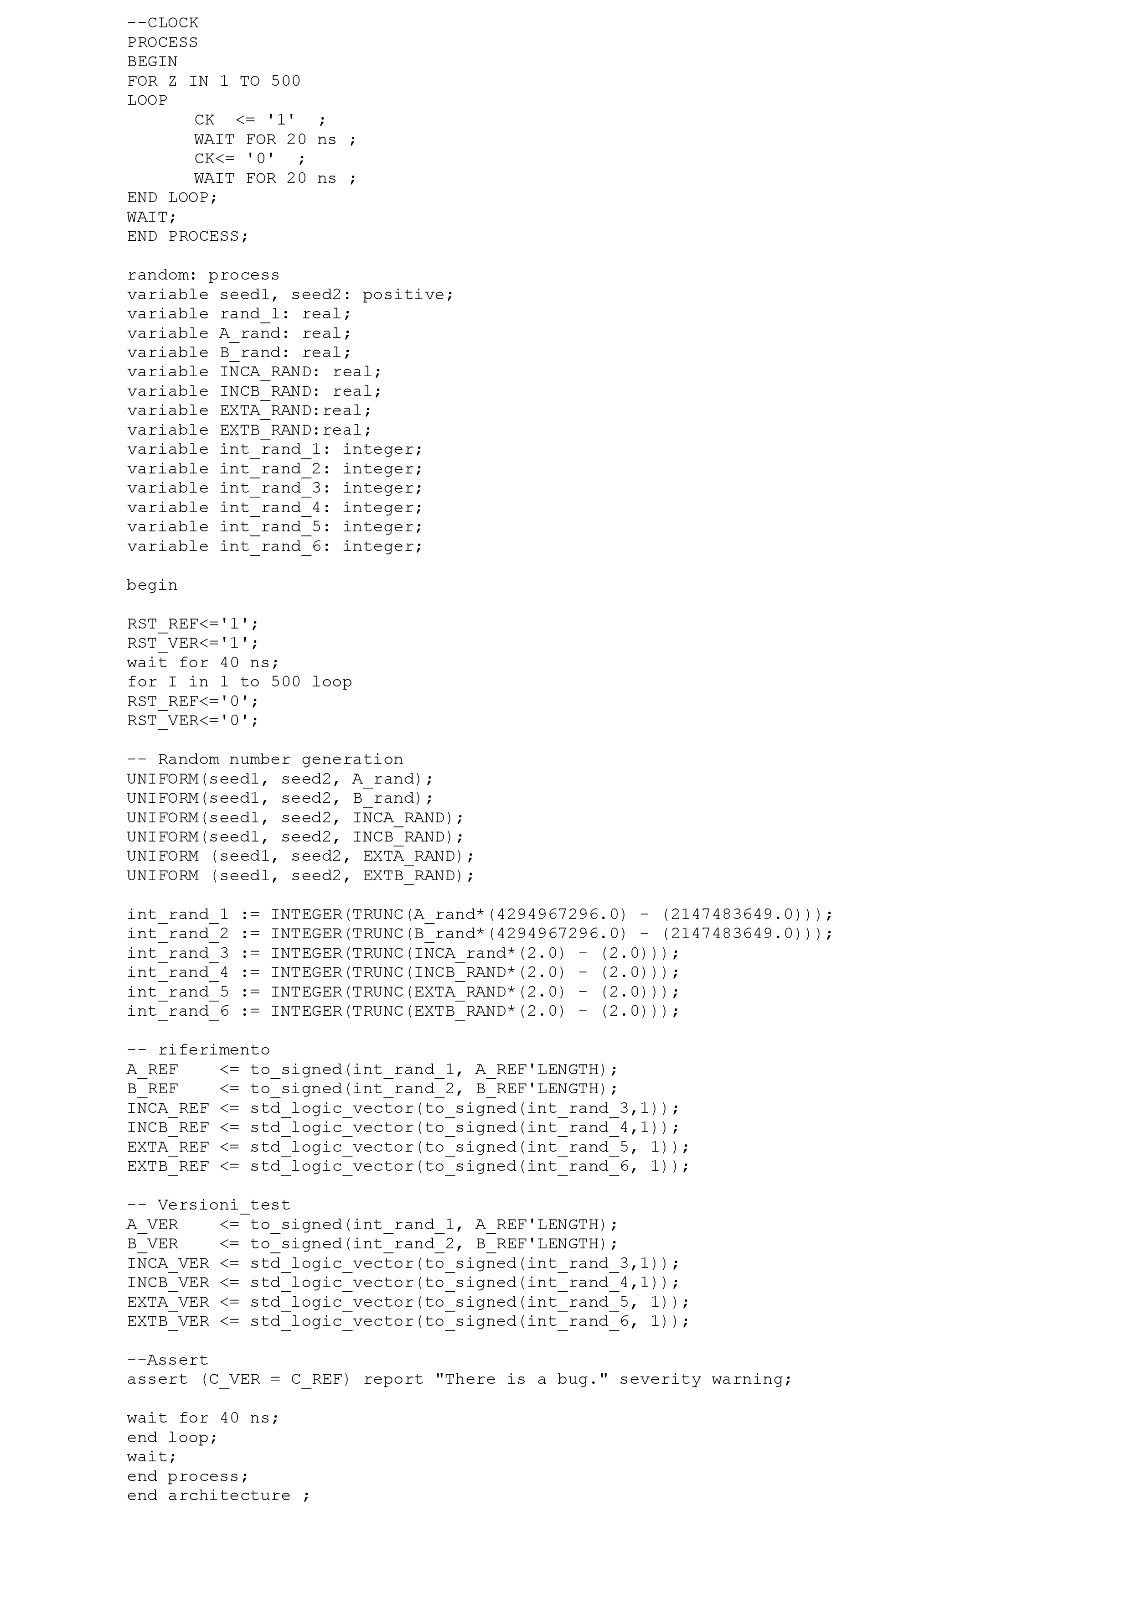 --CLOCK
PROCESS
BEGIN
FOR Z IN 1 TO 500
LOOP
CK <= '1' ;
WAIT FOR 20 ns ;
CK<= '0' ;
WAIT FOR 20 ns ;
END LOOP;
WAIT;
END PROCESS;
random: process
variable seed1, seed2: positive;
variable rand_1: real;
variable A_rand: real;
variable B_rand: real;
variable INCA_RAND: real;
variable INCB_RAND: real;
variable EXTA_RAND:real;
variable EXTB_RAND:real;
variable int_rand_1: integer;
variable int_rand_2: integer;
variable int_rand_3: integer;
variable int_rand_4: integer;
variable int_rand_5: integer;
variable int_rand_6: integer;
begin
RST_REF<='1';
RST_VER<='1';
wait for 40 ns;
for I in 1 to 500 loop
RST_REF<='0';
RST_VER<='0';
-- Random number generation
UNIFORM(seed1, seed2, A_rand);
UNIFORM(seed1, seed2, B_rand);
UNIFORM(seed1, seed2, INCA_RAND);
UNIFORM(seed1, seed2, INCB_RAND);
UNIFORM (seed1, seed2, EXTA_RAND);
UNIFORM (seed1, seed2, EXTB_RAND);
int_rand_1 := INTEGER(TRUNC(A_rand*(4294967296.0) - (2147483649.0)));
int_rand_2 := INTEGER(TRUNC(B_rand*(4294967296.0) - (2147483649.0)));
int_rand_3 := INTEGER(TRUNC(INCA_rand*(2.0) - (2.0)));
int_rand_4 := INTEGER(TRUNC(INCB_RAND*(2.0) - (2.0)));
int_rand_5 := INTEGER(TRUNC(EXTA_RAND*(2.0) - (2.0)));
int_rand_6 := INTEGER(TRUNC(EXTB_RAND*(2.0) - (2.0)));
-- riferimento
A_REF <= to_signed(int_rand_1, A_REF'LENGTH);
B_REF <= to_signed(int_rand_2, B_REF'LENGTH);
INCA_REF <= std_logic_vector(to_signed(int_rand_3,1));
INCB_REF <= std_logic_vector(to_signed(int_rand_4,1));
EXTA_REF <= std_logic_vector(to_signed(int_rand_5, 1));
EXTB_REF <= std_logic_vector(to_signed(int_rand_6, 1));
-- Versioni_test
A_VER <= to_signed(int_rand_1, A_REF'LENGTH);
B_VER <= to_signed(int_rand_2, B_REF'LENGTH);
INCA_VER <= std_logic_vector(to_signed(int_rand_3,1));
INCB_VER <= std_logic_vector(to_signed(int_rand_4,1));
EXTA_VER <= std_logic_vector(to_signed(int_rand_5, 1));
EXTB_VER <= std_logic_vector(to_signed(int_rand_6, 1));
--Assert
assert (C_VER = C_REF) report "There is a bug." severity warning;
wait for 40 ns;
end loop;
wait;
end process;
end architecture ;